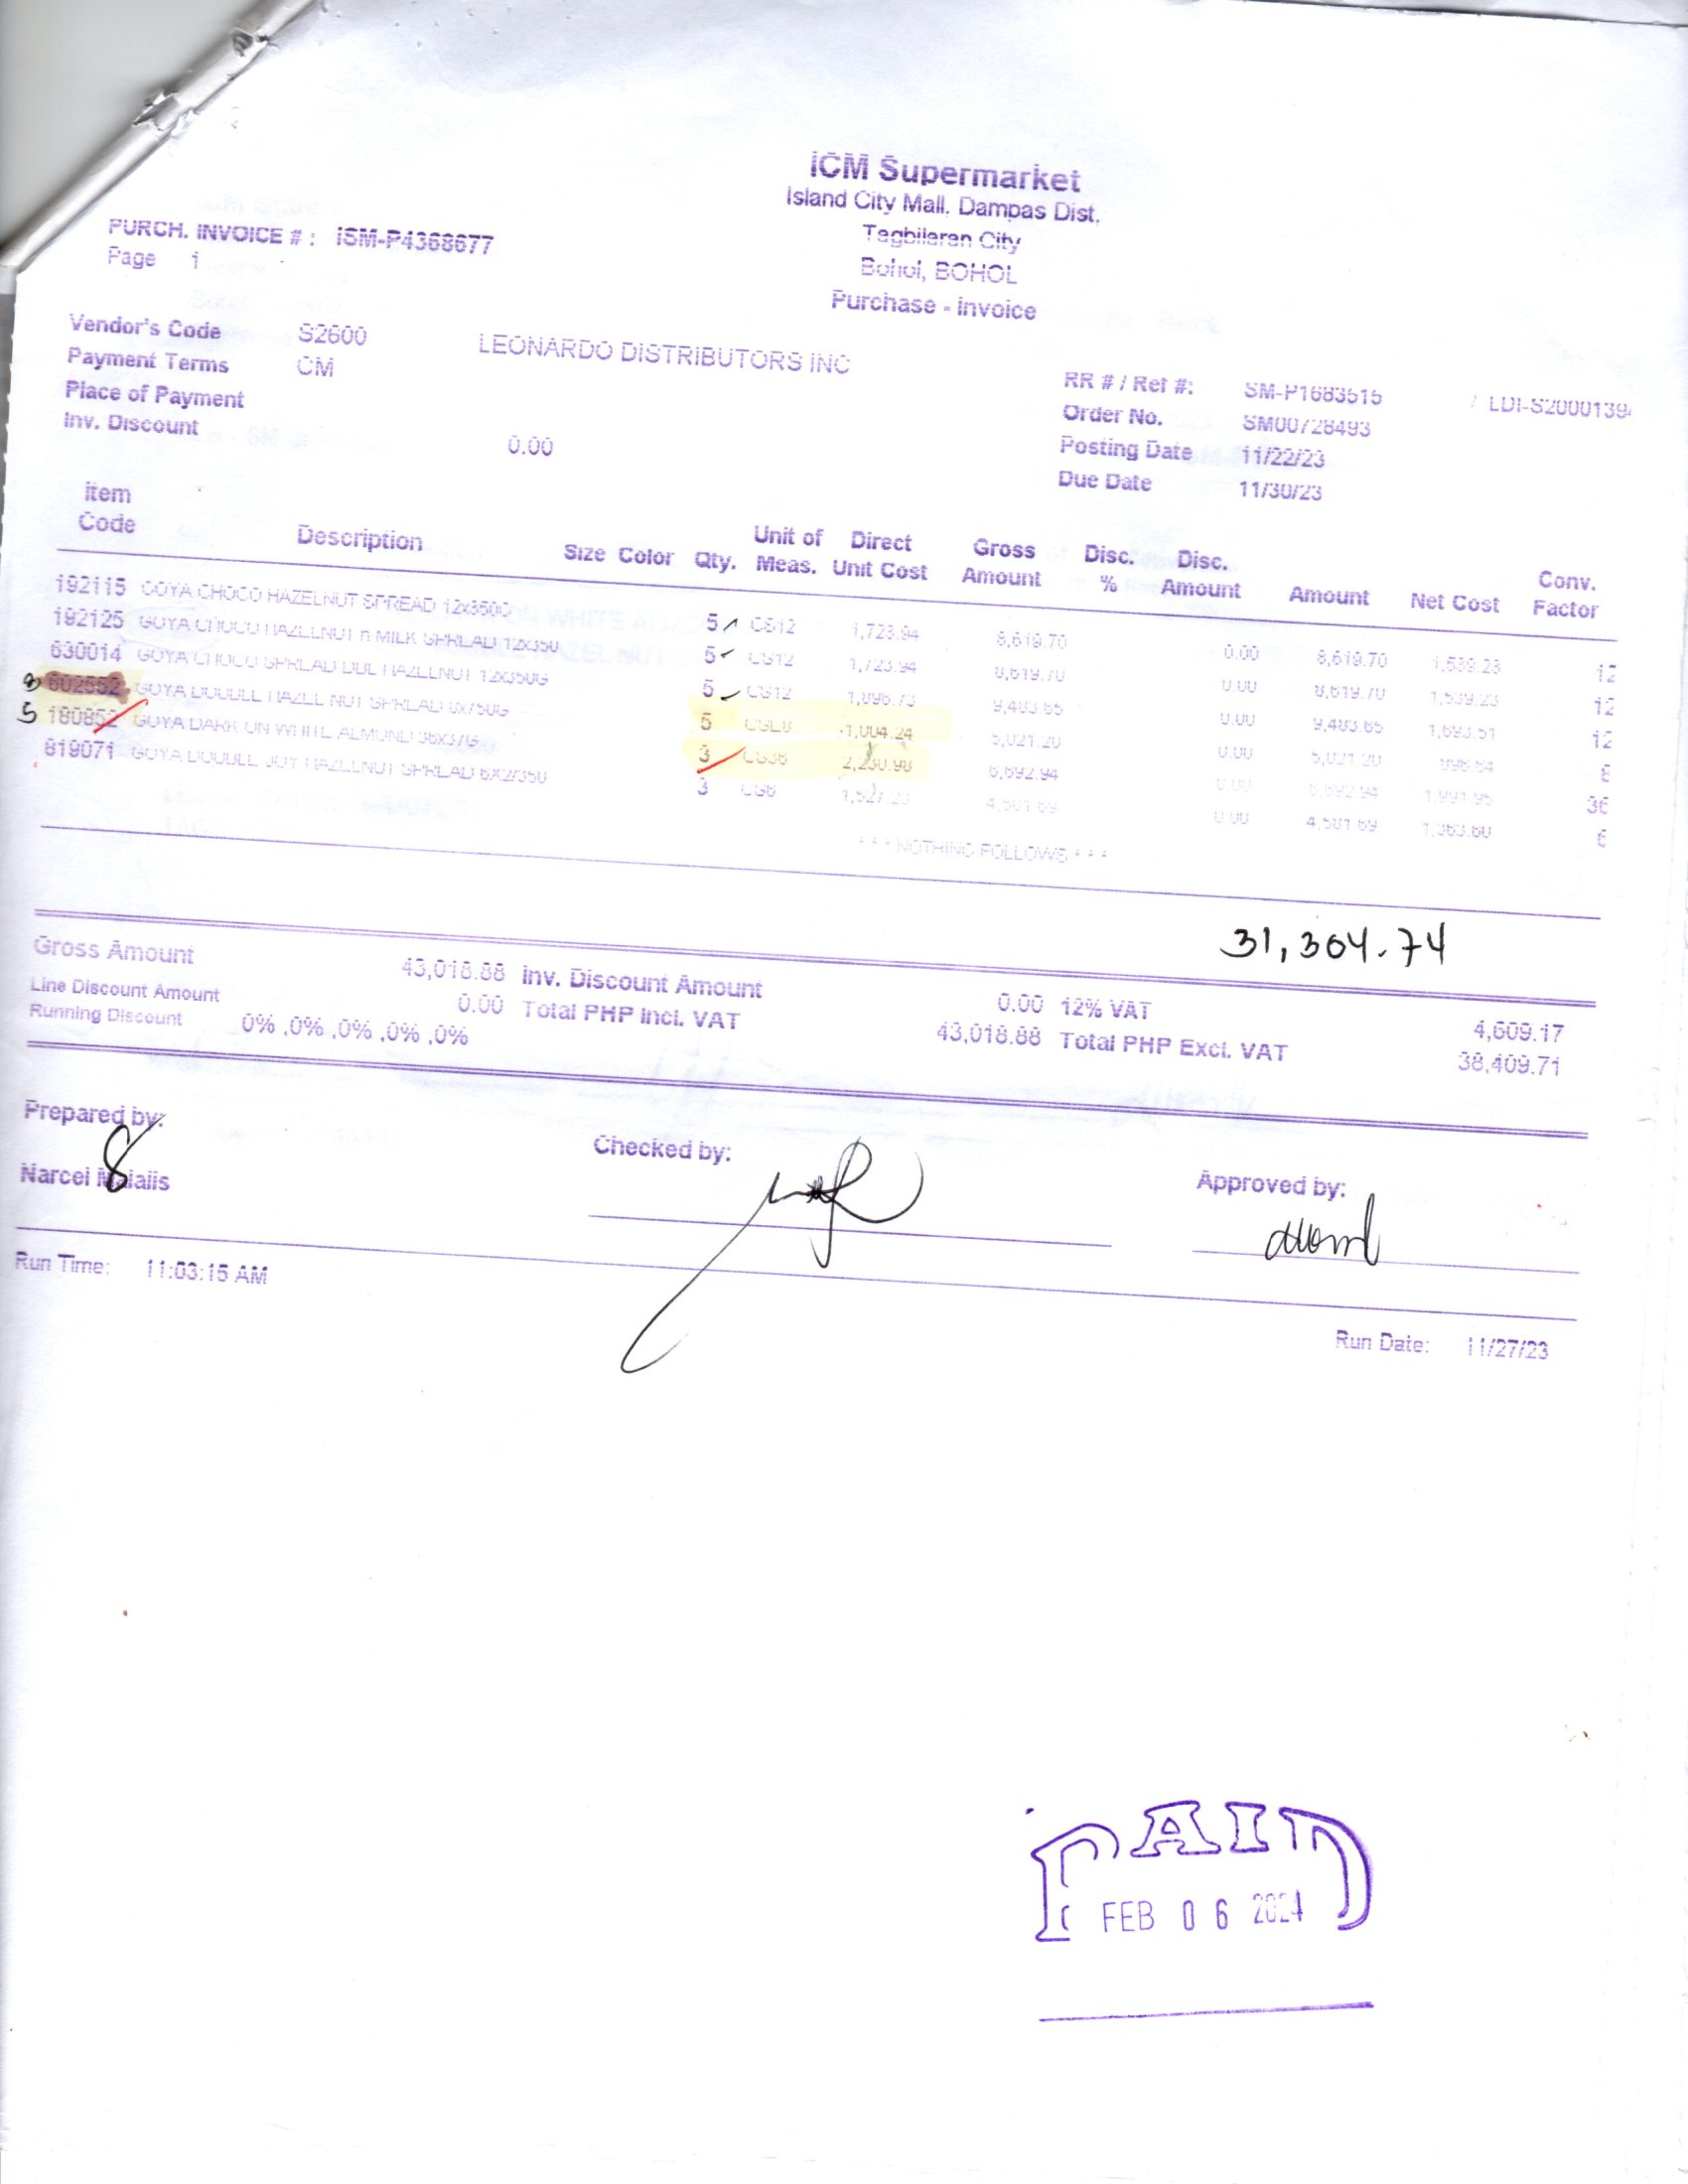 ICM Supermarket
Island City Mall, Dampas Dist.
Tagbilaran City
Bohol, BOHOL
Purchase - Invoice
PURCH. INVOICE # : ISM-P4368677
Page 1
Vendor's Code S2600 LEONARDO DISTRIBUTORS INC
Payment Terms CM
Place of Payment
Inv. Discount 0.00
RR # / Ref #: SM-P1683515 / LDI-S2000139
Order No. SM00728493
Posting Date 11/22/23
Due Date 11/30/23
Item Code Description Size Color Qty. Unit of Meas. Direct Unit Cost Gross Amount Disc. % Disc. Amount Amount Net Cost Conv. Factor
192115 GOYA CHOCO HAZELNUT SPREAD 12x350G 5 CS12 1,723.94 8,619.70 0.00 8,619.70 1,539.23 12
192125 GOYA CHOCO HAZELNUT n MILK SPREAD 12x350 5 CS12 1,723.94 8,619.70 0.00 8,619.70 1,539.23 12
630014 GOYA CHOCO SPREAD DBL HAZELNUT 12x350G 5 CS12 1,896.73 9,483.65 0.00 9,483.65 1,693.51 12
602552 GOYA DOUBLE HAZEL NUT SPREAD 6x750G 5 1,004.24 5,021.20 0.00 5,021.20 896.64
5 180852 GOYA DARK ON WHITE ALMOND 36x37G 3 CS36 2,230.98 6,692.94 0.00 6,692.94 1,991.95 36
819071 GOYA DOUBLE JOY HAZELNUT SPREAD 6X2/350 3 CS6 1,527.23 4,581.69 0.00 4,581.69 1,363.60 6
* * * NOTHING FOLLOWS * * *
31,304.74
Gross Amount 43,018.88 Inv. Discount Amount 0.00 12% VAT 4,609.17
Line Discount Amount 0.00 Total PHP Incl. VAT 43,018.88 Total PHP Excl. VAT 38,409.71
Running Discount 0% ,0% ,0% ,0% ,0%
Prepared by: Checked by: Approved by:
Narcel
Run Time: 11:03:15 AM
Run Date: 11/27/23
PAID
FEB 06 2024